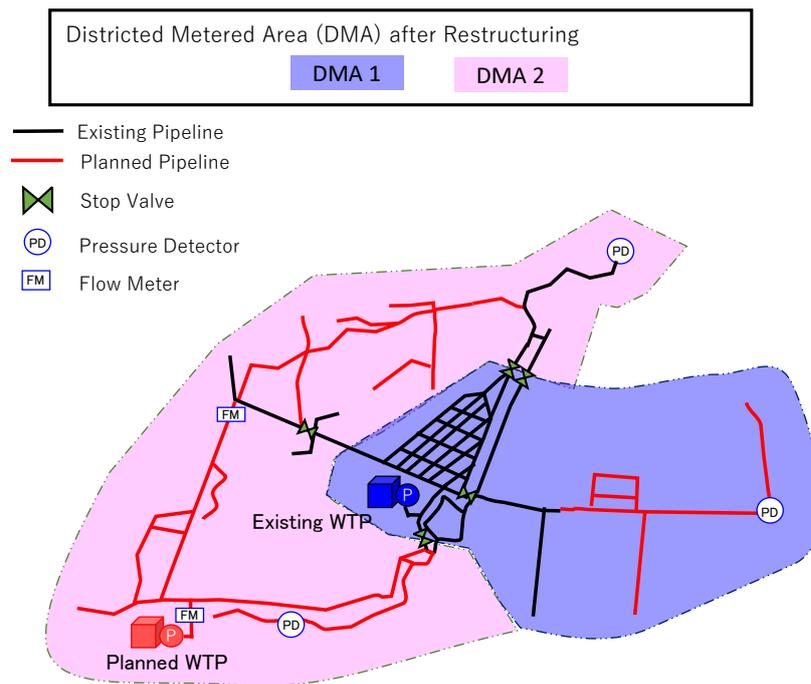 Districted Metered Area (DMA) after Restructuring
DMA 1
DMA 2
Existing Pipeline
Planned Pipeline
Stop Valve
PD
Pressure Detector
FM
Flow Meter
PD
FM
P
Existing WTP
PD
FM
PD
P
Planned WTP